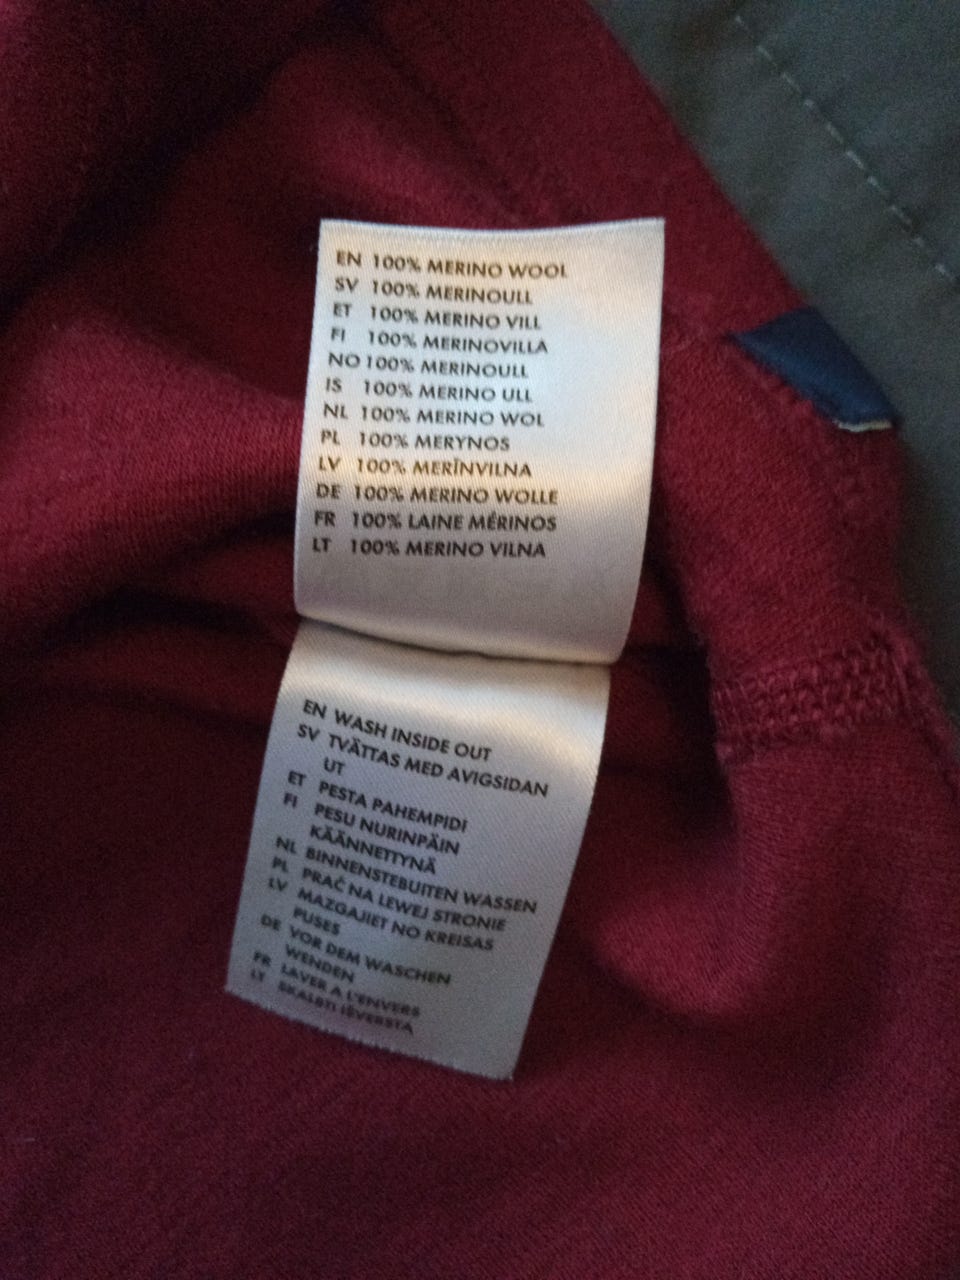 EN 100% MERINO WOOL
SV 100% MERINOULL
ET 100% MERINO VILL
FI 100% MERINOVILLA
NO 100% MERINOULL
IS 100% MERINO ULL
NL 100% MERINO WOL
PL 100% MERYNOS
LV 100% MERĪNVILNA
DE 100% MERINO WOLLE
FR 100% LAINE MÉRINOS
LT 100% MERINO VILNA
EN WASH INSIDE OUT
SV TVÄTTAS MED AVIGSIDAN
UT
ET PESTA PAHEMPIDI
FI PESU NURINPÄIN
KÄÄNNETTYNÄ
NL BINNENSTEBUITEN WASSEN
PL PRAĆ NA LEWEJ STRONIE
LV MAZGAJIET NO KREISAS
PUSES
DE VOR DEM WASCHEN
WENDEN
FR LAVER A L'ENVERS
LT SKALBTI IŠVERSTA